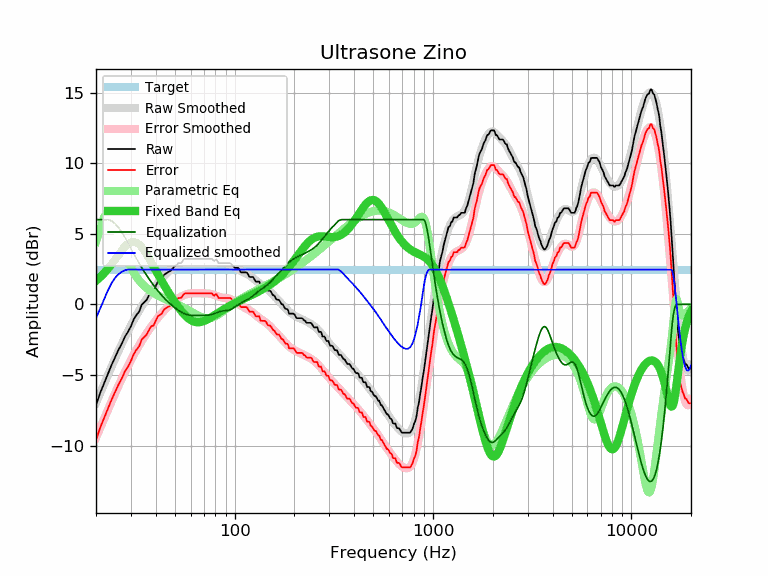 Ultrasone Zino
Target
Raw Smoothed
Error Smoothed
Raw
Error
Parametric Eq
Fixed Band Eq
Equalization
Equalized smoothed
15
10
5
0
−5
−10
Amplitude (dBr)
100
1000
10000
Frequency (Hz)